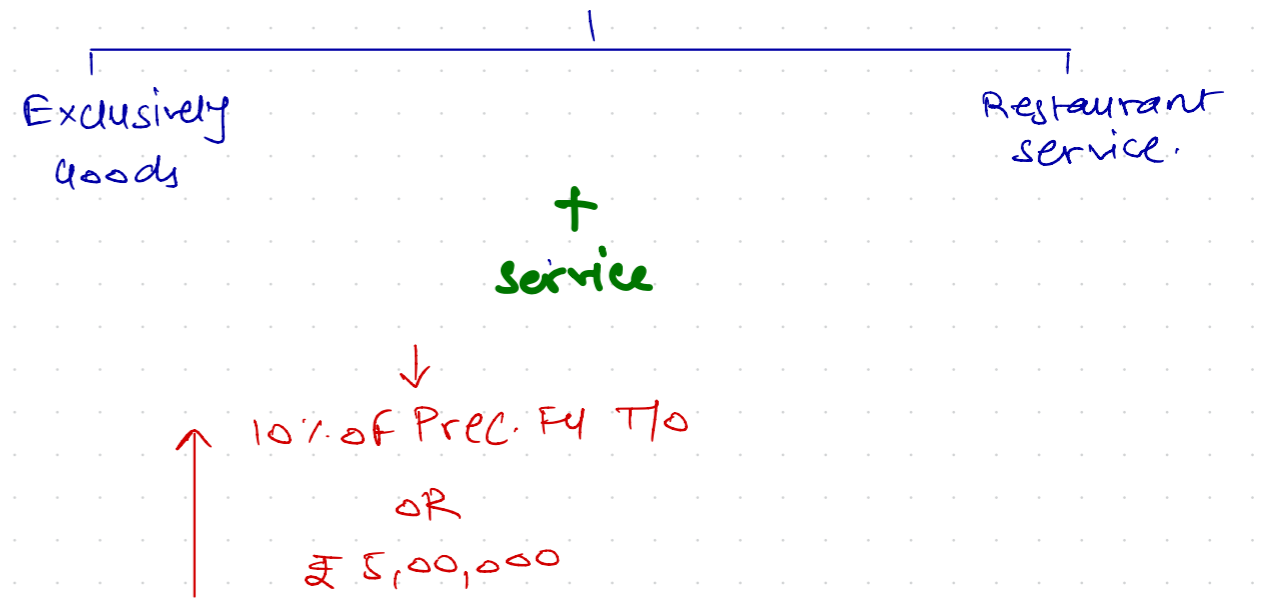 Exclusively
Goods
Restaurant
service.
+
Service
↓
↑ 10% of Prec. FY T/O
OR
₹ 5,00,000